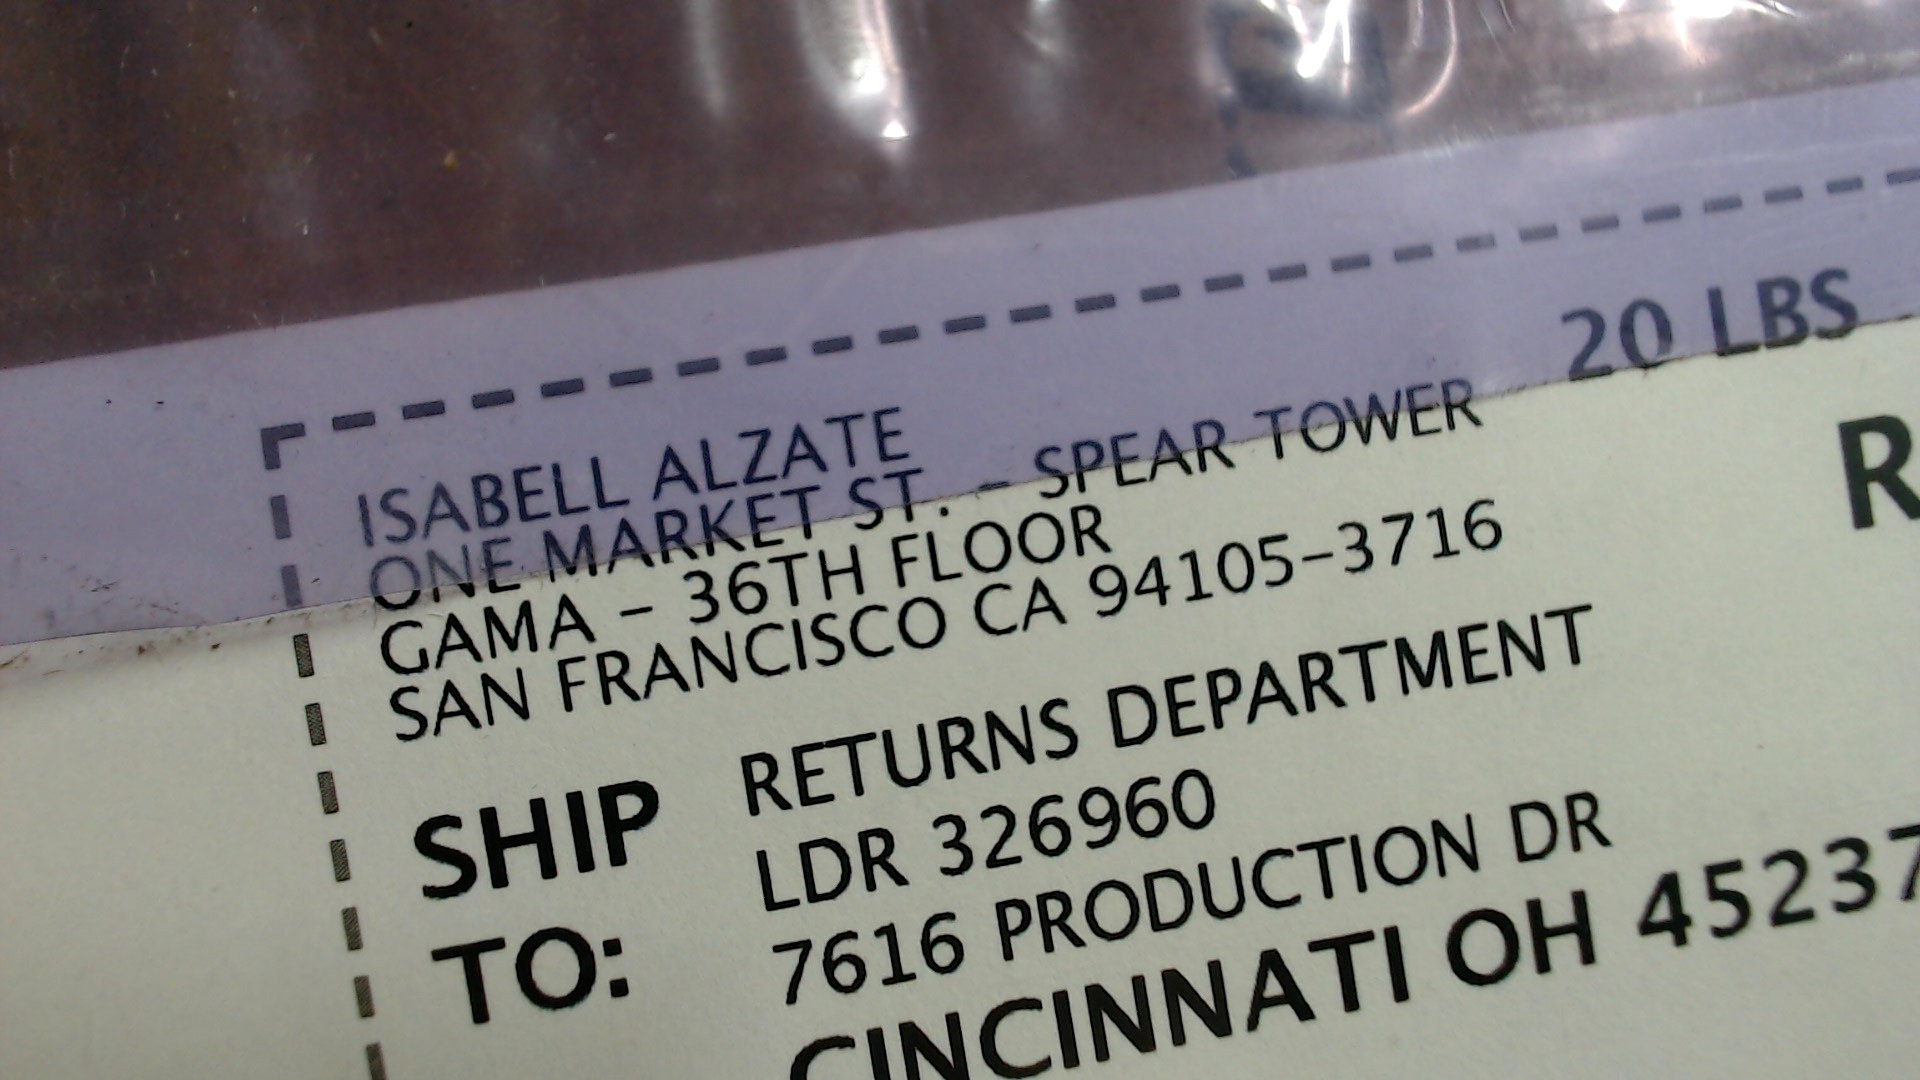 20 LBS
ISABELL ALZATE
ONE MARKET ST. - SPEAR TOWER
GAMA - 36TH FLOOR
SAN FRANCISCO CA 94105-3716
R
SHIP TO:
RETURNS DEPARTMENT
LDR 326960
7616 PRODUCTION DR
CINCINNATI OH 45237